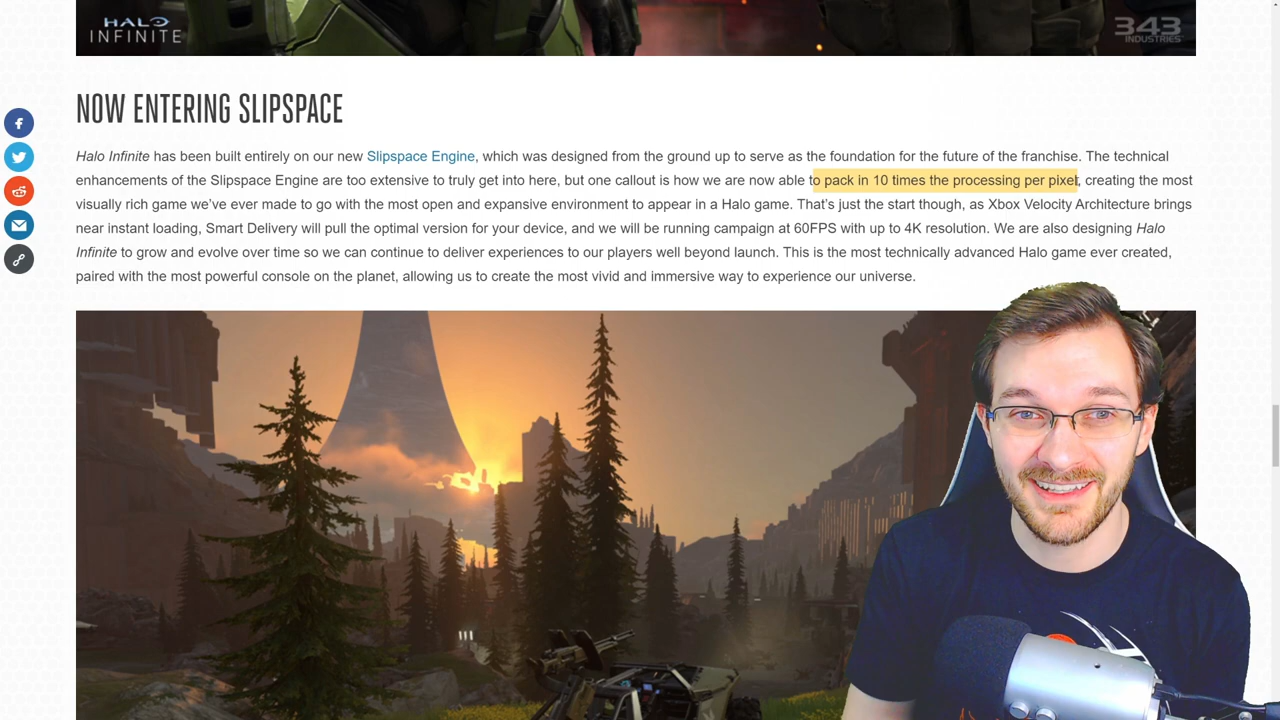 HALO
INFINITE
343
INDUSTRIES
NOW ENTERING SLIPSPACE
Halo Infinite has been built entirely on our new Slipspace Engine, which was designed from the ground up to serve as the foundation for the future of the franchise. The technical
enhancements of the Slipspace Engine are too extensive to truly get into here, but one callout is how we are now able to pack in 10 times the processing per pixel, creating the most
visually rich game we’ve ever made to go with the most open and expansive environment to appear in a Halo game. That’s just the start though, as Xbox Velocity Architecture brings
near instant loading, Smart Delivery will pull the optimal version for your device, and we will be running campaign at 60FPS with up to 4K resolution. We are also designing Halo
Infinite to grow and evolve over time so we can continue to deliver experiences to our players well beyond launch. This is the most technically advanced Halo game ever created,
paired with the most powerful console on the planet, allowing us to create the most vivid and immersive way to experience our universe.